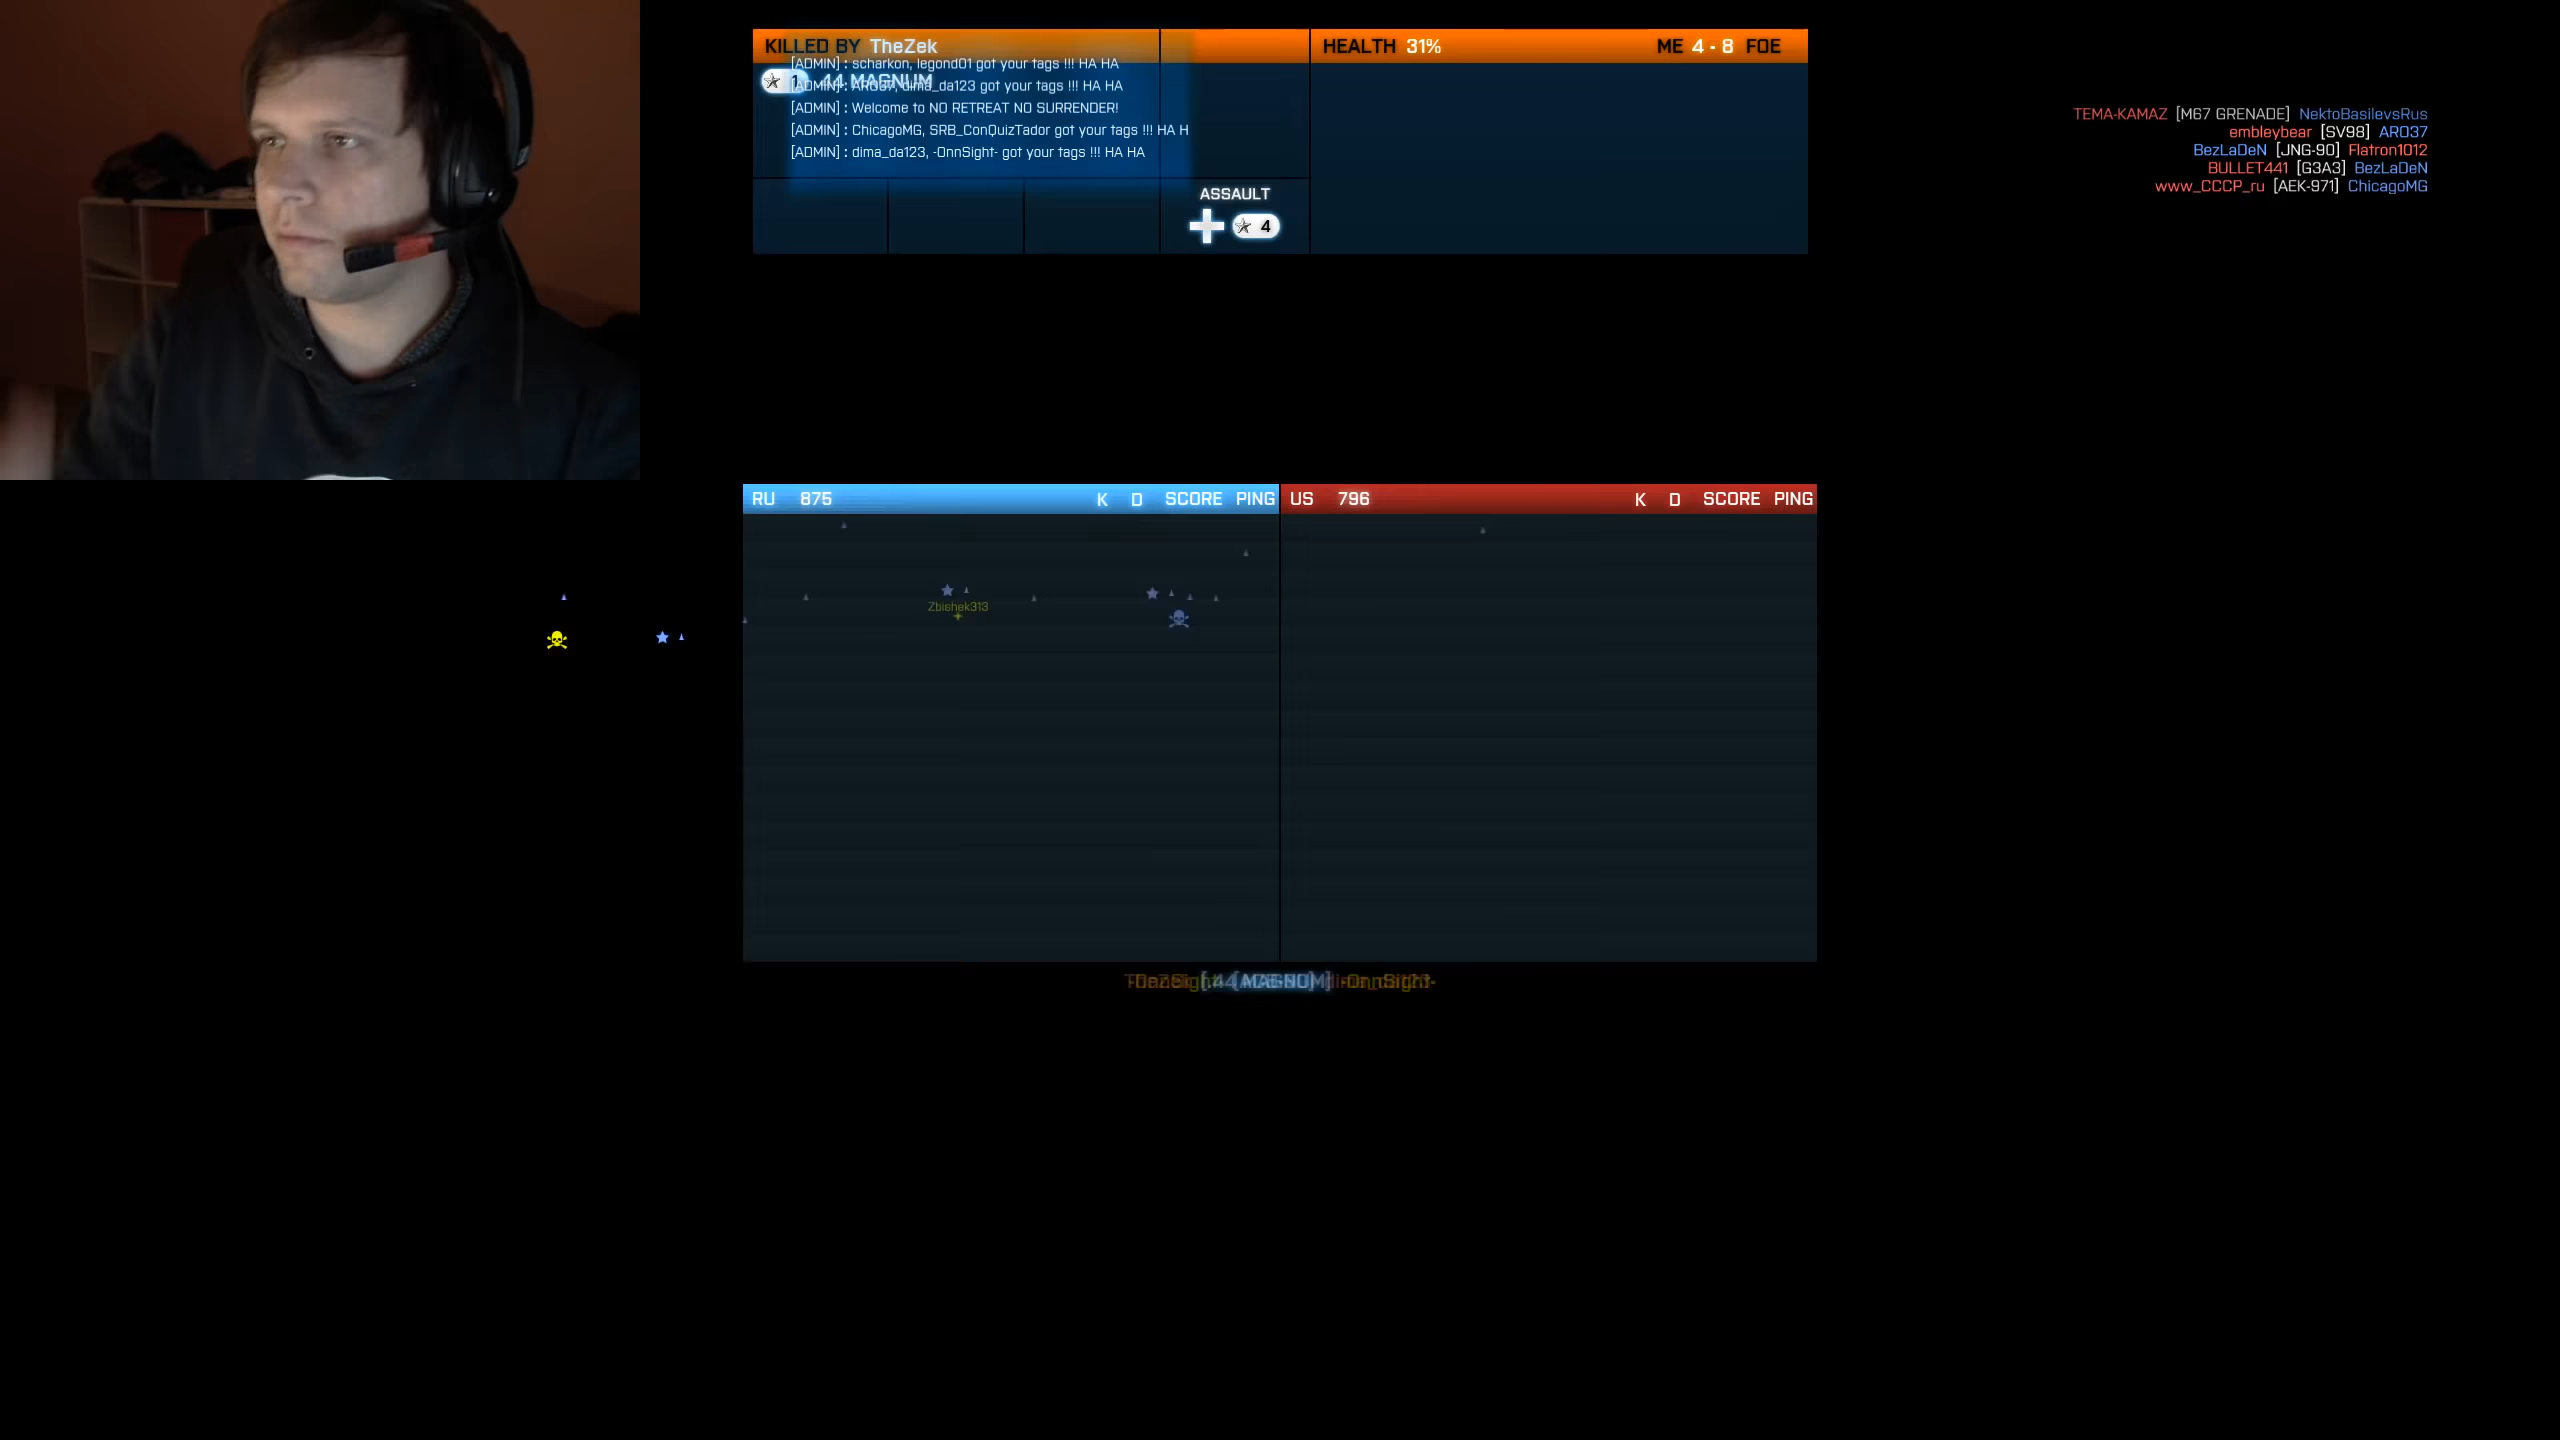 KILLED BY TheZek
HEALTH 31%
ME 4 - 8 FOE
[ADMIN] : scharkon, legond01 got your tags !!! HA HA
1 .44 MAGNUM
[ADMIN] : ARO37, dima_da123 got your tags !!! HA HA
[ADMIN] : Welcome to NO RETREAT NO SURRENDER!
[ADMIN] : ChicagoMG, SRB_ConQuizTador got your tags !!! HA H
[ADMIN] : dima_da123, -OnnSight- got your tags !!! HA HA
ASSAULT
4
TEMA-KAMAZ [M67 GRENADE] NektoBasilevsRus
embleybear [SV98] ARO37
BezLaDeN [JNG-90] Flatron1012
BULLET441 [G3A3] BezLaDeN
www_CCCP_ru [AEK-971] ChicagoMG
RU 875 K D SCORE PING
US 796 K D SCORE PING
Zbishek313